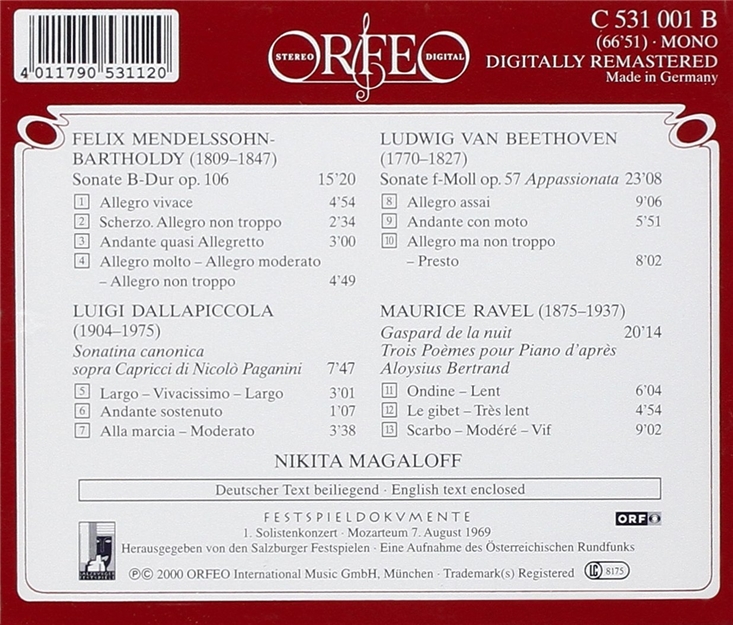 4 011790 531120
STEREO ORFEO DIGITAL
C 531 001 B
(66'51) · MONO
DIGITALLY REMASTERED
Made in Germany
FELIX MENDELSSOHN-
BARTHOLDY (1809–1847)
Sonate B-Dur op. 106 15'20
1 Allegro vivace 4'54
2 Scherzo. Allegro non troppo 2'34
3 Andante quasi Allegretto 3'00
4 Allegro molto – Allegro moderato
– Allegro non troppo 4'49
LUIGI DALLAPICCOLA
(1904–1975)
Sonatina canonica
sopra Capricci di Nicolò Paganini 7'47
5 Largo – Vivacissimo – Largo 3'01
6 Andante sostenuto 1'07
7 Alla marcia – Moderato 3'38
LUDWIG VAN BEETHOVEN
(1770–1827)
Sonate f-Moll op. 57 Appassionata 23'08
8 Allegro assai 9'06
9 Andante con moto 5'51
10 Allegro ma non troppo
– Presto 8'02
MAURICE RAVEL (1875–1937)
Gaspard de la nuit 20'14
Trois Poèmes pour Piano d'après
Aloysius Bertrand
11 Ondine – Lent 6'04
12 Le gibet – Très lent 4'54
13 Scarbo – Modéré – Vif 9'02
NIKITA MAGALOFF
Deutscher Text beiliegend · English text enclosed
FESTSPIELDOKVMENTE
ORF
1. Solistenkonzert · Mozarteum 7. August 1969
Herausgegeben von den Salzburger Festspielen · Eine Aufnahme des Österreichischen Rundfunks
℗© 2000 ORFEO International Music GmbH, München · Trademark(s) Registered LC 8175